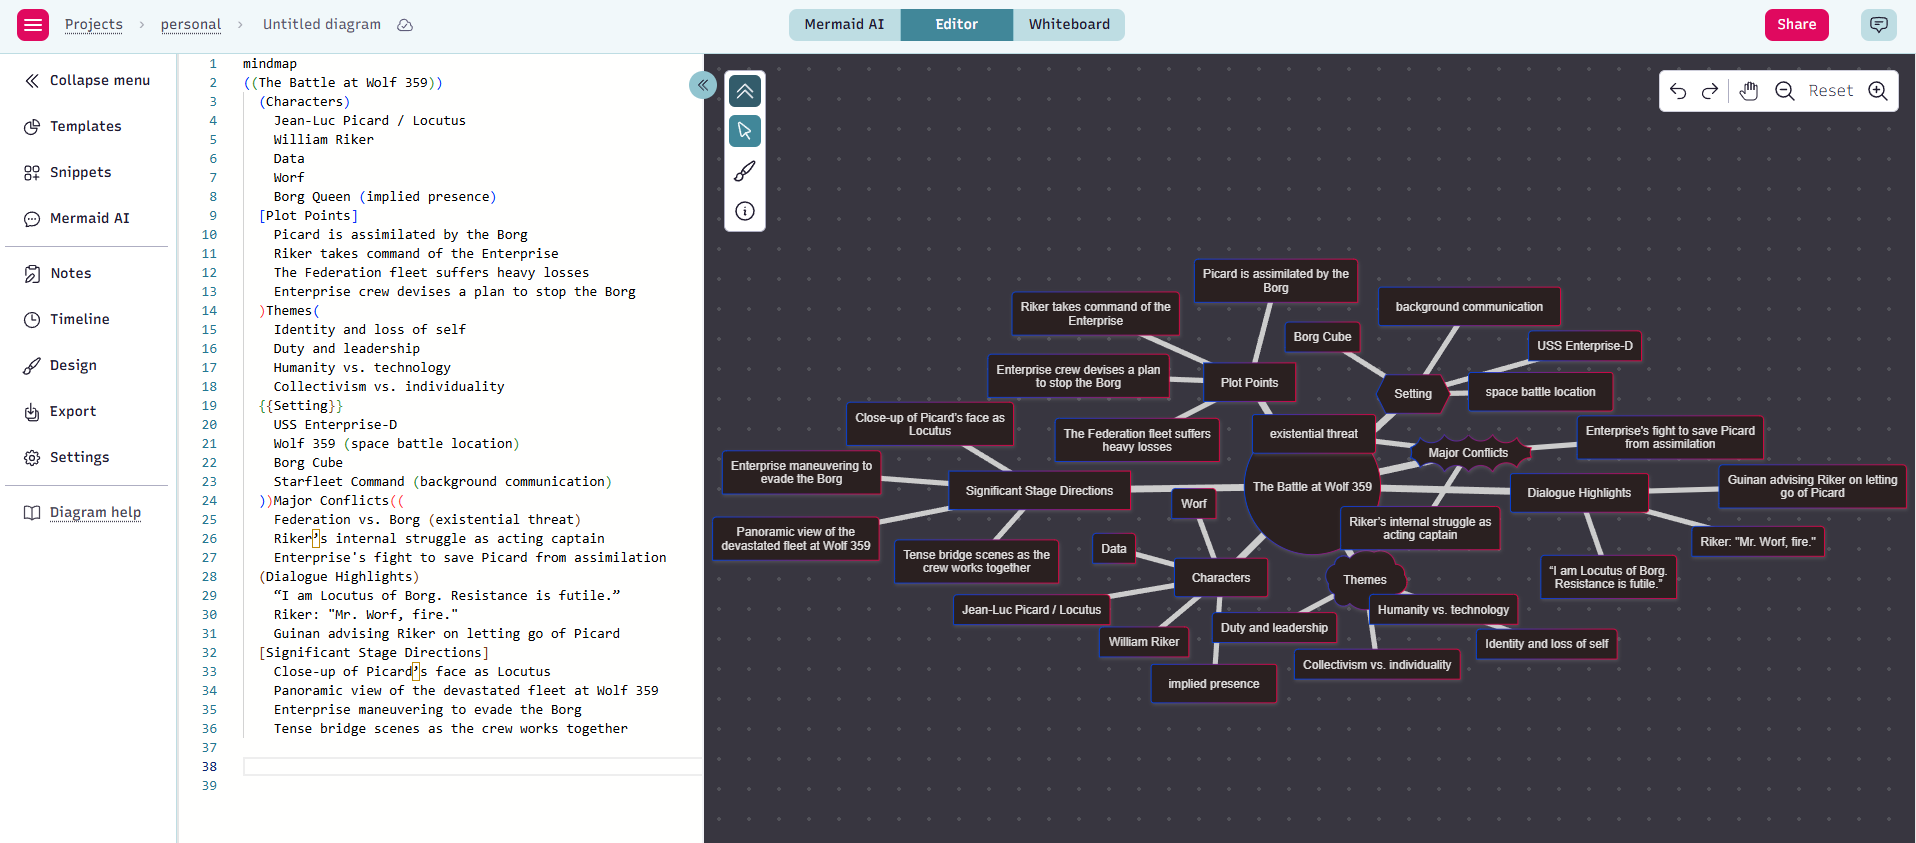 Projects › personal › Untitled diagram
Mermaid AI
Editor
Whiteboard
Share
Collapse menu
Templates
Snippets
Mermaid AI
Notes
Timeline
Design
Export
Settings
Diagram help
1 mindmap
2 ((The Battle at Wolf 359))
3 (Characters)
4 Jean-Luc Picard / Locutus
5 William Riker
6 Data
7 Worf
8 Borg Queen (implied presence)
9 [Plot Points]
10 Picard is assimilated by the Borg
11 Riker takes command of the Enterprise
12 The Federation fleet suffers heavy losses
13 Enterprise crew devises a plan to stop the Borg
14 )Themes(
15 Identity and loss of self
16 Duty and leadership
17 Humanity vs. technology
18 Collectivism vs. individuality
19 {{Setting}}
20 USS Enterprise-D
21 Wolf 359 (space battle location)
22 Borg Cube
23 Starfleet Command (background communication)
24 ))Major Conflicts((
25 Federation vs. Borg (existential threat)
26 Riker’s internal struggle as acting captain
27 Enterprise's fight to save Picard from assimilation
28 (Dialogue Highlights)
29 “I am Locutus of Borg. Resistance is futile.”
30 Riker: "Mr. Worf, fire."
31 Guinan advising Riker on letting go of Picard
32 [Significant Stage Directions]
33 Close-up of Picard’s face as Locutus
34 Panoramic view of the devastated fleet at Wolf 359
35 Enterprise maneuvering to evade the Borg
36 Tense bridge scenes as the crew works together
37
38
39
Reset
Picard is assimilated by the
Borg
Riker takes command of the
Enterprise
background communication
Borg Cube
USS Enterprise-D
Enterprise crew devises a plan
to stop the Borg
Plot Points
Setting
space battle location
Close-up of Picard’s face as
Locutus
The Federation fleet suffers
heavy losses
existential threat
Major Conflicts
Enterprise's fight to save Picard
from assimilation
Enterprise maneuvering to
evade the Borg
Significant Stage Directions
The Battle at Wolf 359
Dialogue Highlights
Guinan advising Riker on letting
go of Picard
Worf
Panoramic view of the
devastated fleet at Wolf 359
Riker’s internal struggle as
acting captain
Riker: "Mr. Worf, fire."
Tense bridge scenes as the
crew works together
Data
Characters
Themes
“I am Locutus of Borg.
Resistance is futile.”
Jean-Luc Picard / Locutus
Humanity vs. technology
William Riker
Duty and leadership
Identity and loss of self
Collectivism vs. individuality
implied presence